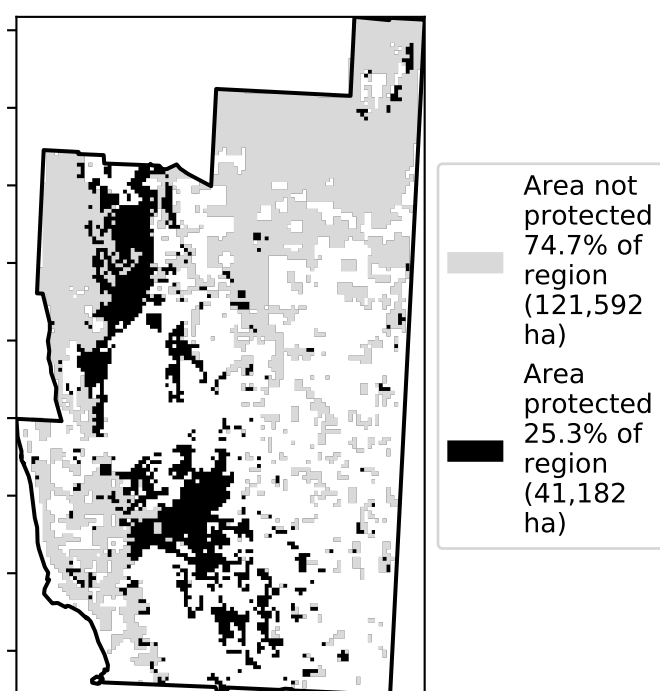 Area not
protected
74.7% of
region
(121,592
ha)
Area
protected
25.3% of
region
(41,182
ha)